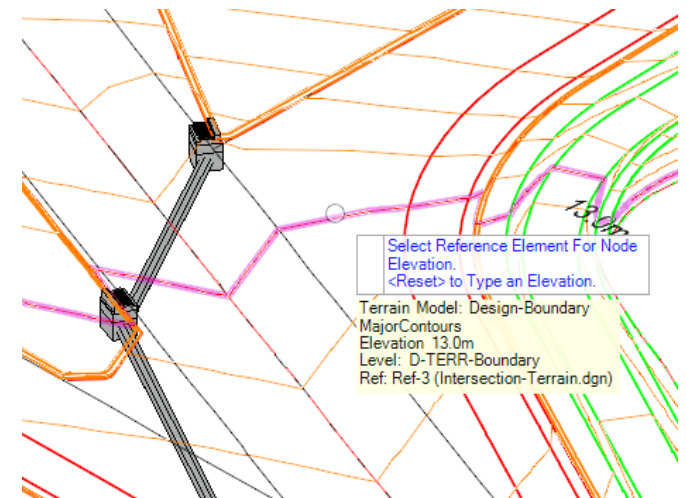 13.0m
Select Reference Element For Node
Elevation.
<Reset> to Type an Elevation.
Terrain Model: Design-Boundary
MajorContours
Elevation 13.0m
Level: D-TERR-Boundary
Ref: Ref-3 (Intersection-Terrain.dgn)